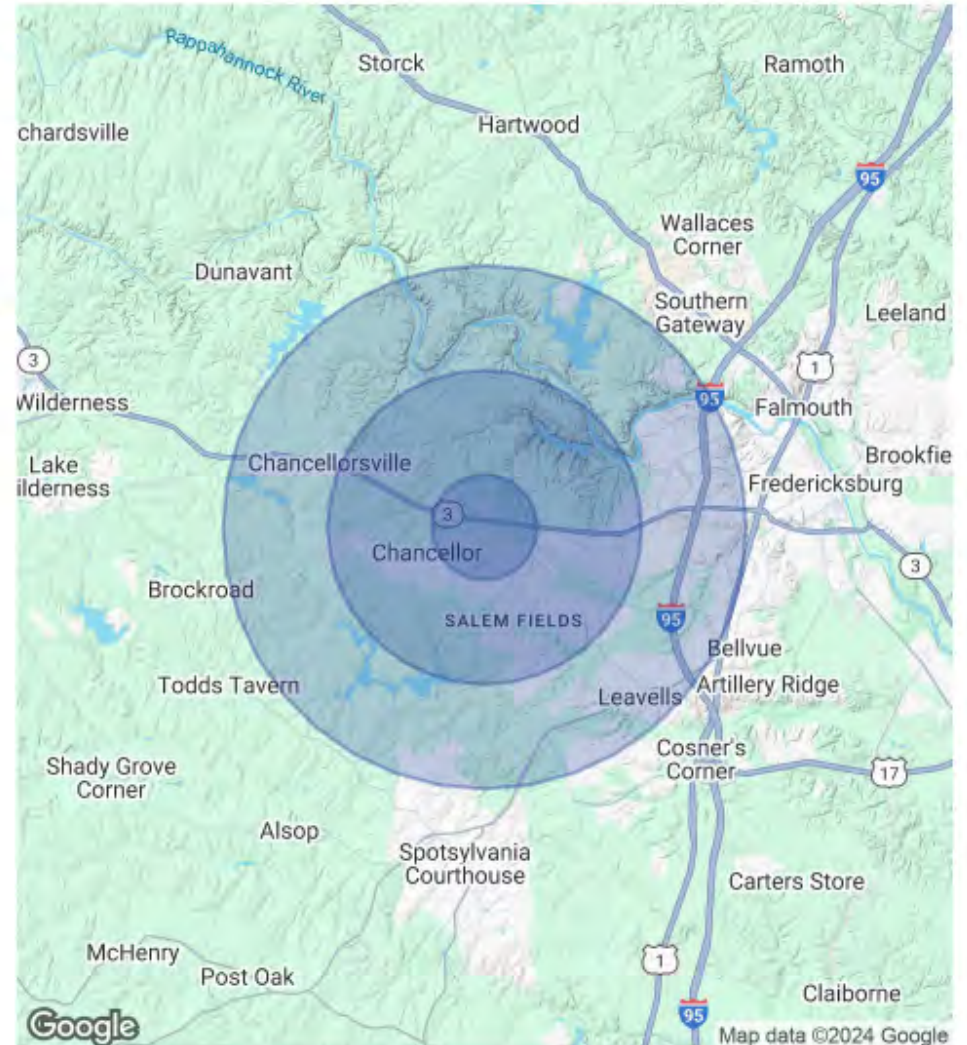 Rappahannock River
Storck
Ramoth
chardsville
Hartwood
95
Wallaces
Corner
Dunavant
Southern
Gateway
Leeland
3
1
95
Wilderness
Falmouth
Lake
ilderness
Chancellorsville
Brookfie
Fredericksburg
3
Chancellor
3
Brockroad
95
SALEM FIELDS
Bellvue
Todds Tavern
Leavells
Artillery Ridge
Cosner's
Corner
Shady Grove
Corner
17
Alsop
Spotsylvania
Courthouse
Carters Store
McHenry
Post Oak
1
Claiborne
95
Google
Map data ©2024 Google